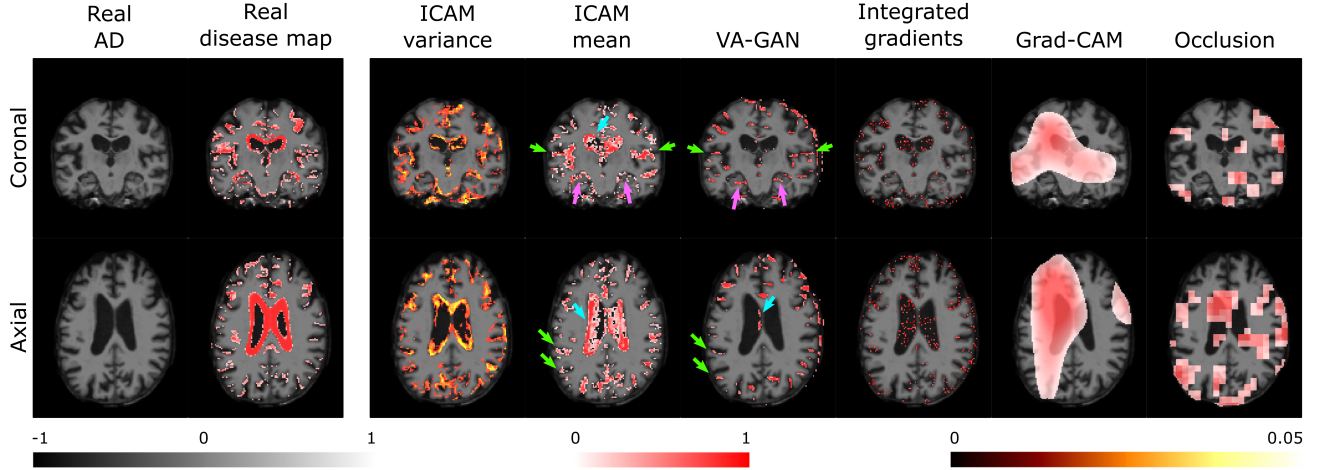 Real AD
Real disease map
ICAM variance
ICAM mean
VA-GAN
Integrated gradients
Grad-CAM
Occlusion
Coronal
Axial
-1 0 1
0 1
0 0.05